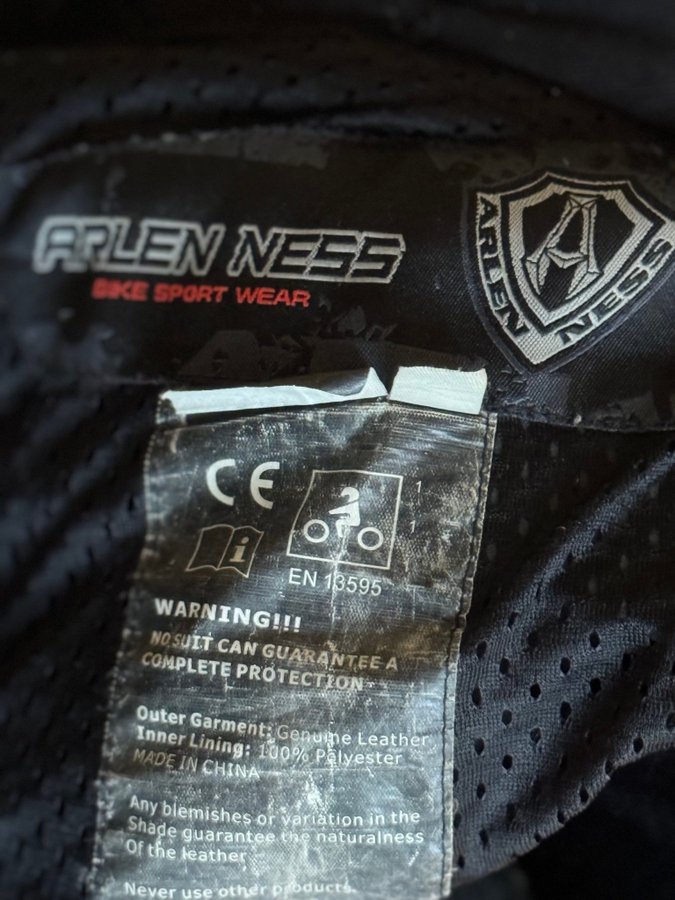 ARLEN NESS
BIKE SPORT WEAR
ARLEN NESS
CE
1
1
i
EN 13595
WARNING!!!
NO SUIT CAN GUARANTEE A
COMPLETE PROTECTION
Outer Garment: Genuine Leather
Inner Lining: 100% Polyester
MADE IN CHINA
Any blemishes or variation in the
Shade guarantee the naturalness
Of the leather
Never use other products.